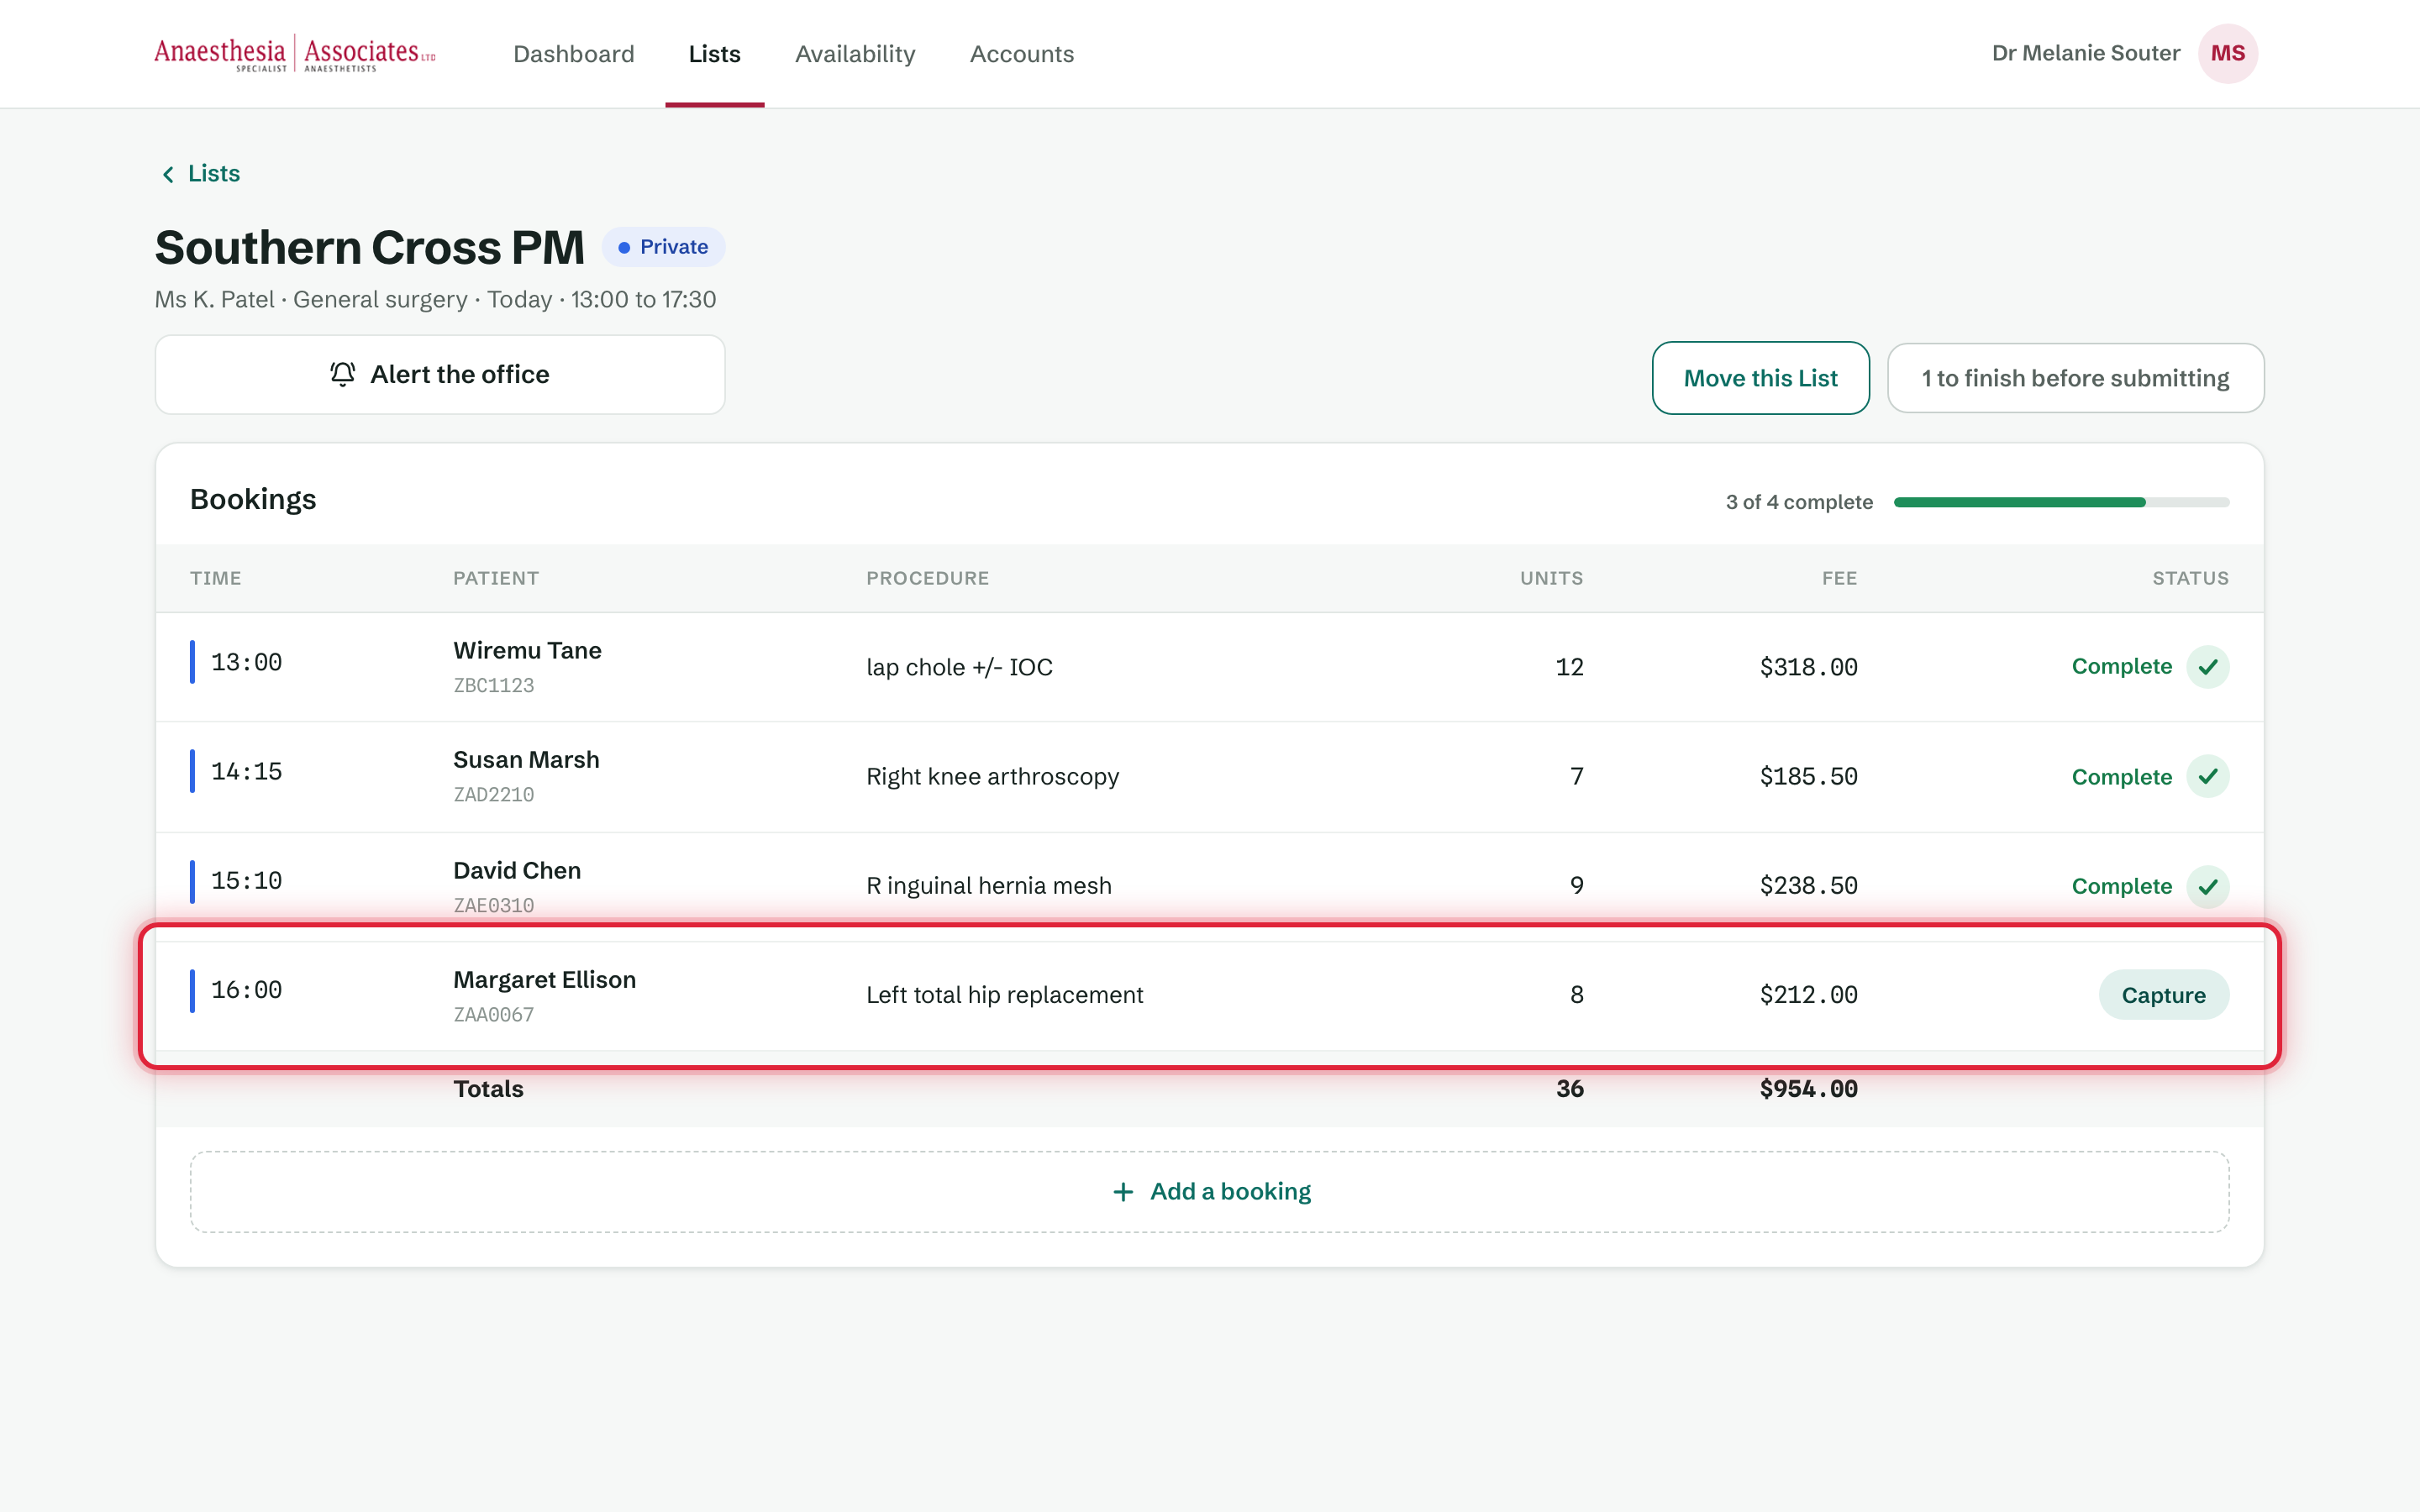 Anaesthesia | Associates LTD
SPECIALIST ANAESTHETISTS
Dashboard
Lists
Availability
Accounts
Dr Melanie Souter
MS
Lists
Southern Cross PM
Private
Ms K. Patel · General surgery · Today · 13:00 to 17:30
Alert the office
Move this List
1 to finish before submitting
Bookings
3 of 4 complete
TIME PATIENT PROCEDURE UNITS FEE STATUS
13:00 Wiremu Tane lap chole +/- IOC 12 $318.00 Complete
ZBC1123
14:15 Susan Marsh Right knee arthroscopy 7 $185.50 Complete
ZAD2210
15:10 David Chen R inguinal hernia mesh 9 $238.50 Complete
ZAE0310
16:00 Margaret Ellison Left total hip replacement 8 $212.00 Capture
ZAA0067
Totals 36 $954.00
+ Add a booking